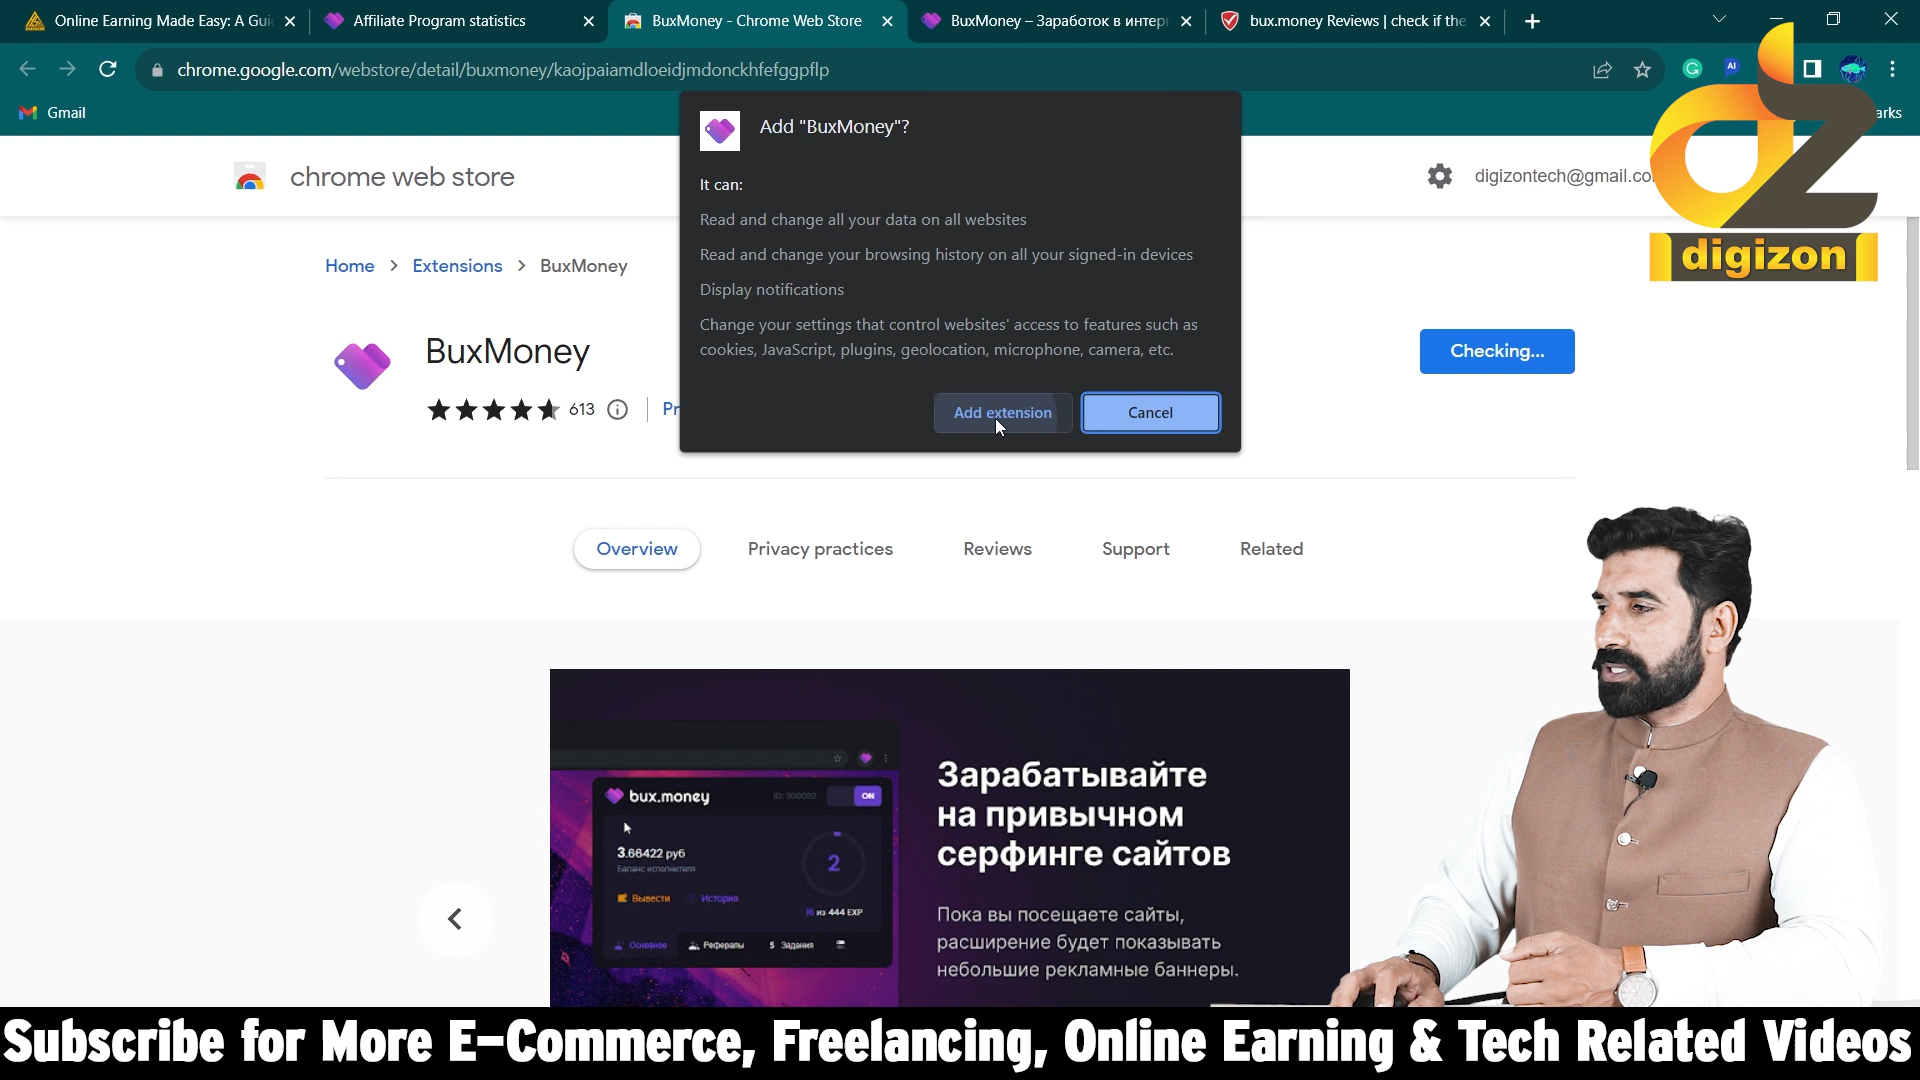 Online Earning Made Easy: A Gui
Affiliate Program statistics
BuxMoney - Chrome Web Store
BuxMoney – Заработок в интер
bux.money Reviews | check if the
chrome.google.com/webstore/detail/buxmoney/kaojpaiamdloeidjmdonckhfefggpflp
AI
Gmail
arks
Add "BuxMoney"?
It can:
Read and change all your data on all websites
Read and change your browsing history on all your signed-in devices
Display notifications
Change your settings that control websites' access to features such as
cookies, JavaScript, plugins, geolocation, microphone, camera, etc.
Add extension
Cancel
chrome web store
digizontech@gmail.co
dz
digizon
Home > Extensions > BuxMoney
BuxMoney
613
Pr
Checking...
Overview
Privacy practices
Reviews
Support
Related
bux.money
ID: 300082
ON
3.66422 руб
Баланс исполнителя
2
Вывести
История
16 из 444 EXP
Основное
Рефералы
$ Задания
Зарабатывайте
на привычном
серфинге сайтов
Пока вы посещаете сайты,
расширение будет показывать
небольшие рекламные баннеры.
Subscribe for More E-Commerce, Freelancing, Online Earning & Tech Related Videos